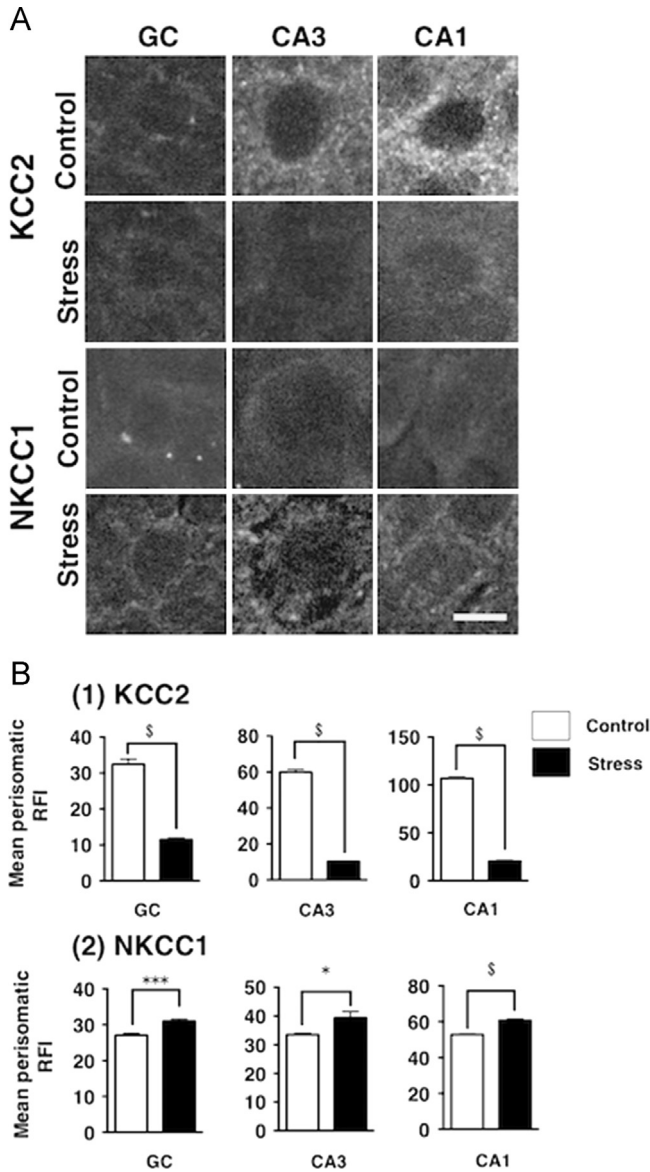 A
GC CA3 CA1
KCC2
Control
Stress
NKCC1
Control
Stress
B
(1) KCC2
Control
Stress
Mean perisomatic
RFI
40
30
20
10
0
$
GC
60
40
20
0
80
$
CA3
150
100
50
0
$
CA1
(2) NKCC1
Mean perisomatic
RFI
40
30
20
10
0
***
GC
50
40
30
20
10
0
*
CA3
80
60
40
20
0
$
CA1